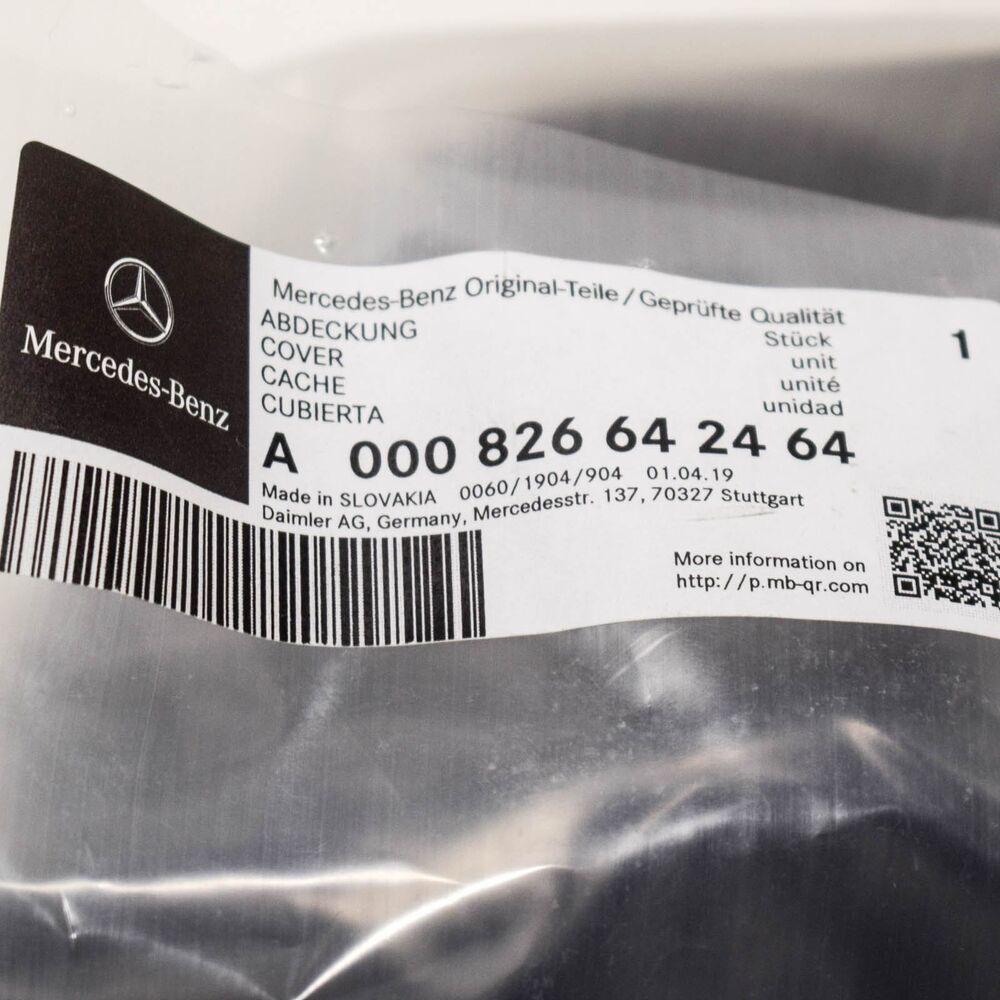 Mercedes-Benz
Mercedes-Benz Original-Teile / Geprüfte Qualität
ABDECKUNG Stück 1
COVER unit
CACHE unité
CUBIERTA unidad
A 000 826 64 24 64
Made in SLOVAKIA 0060/1904/904 01.04.19
Daimler AG, Germany, Mercedesstr. 137, 70327 Stuttgart
More information on
http://p.mb-qr.com